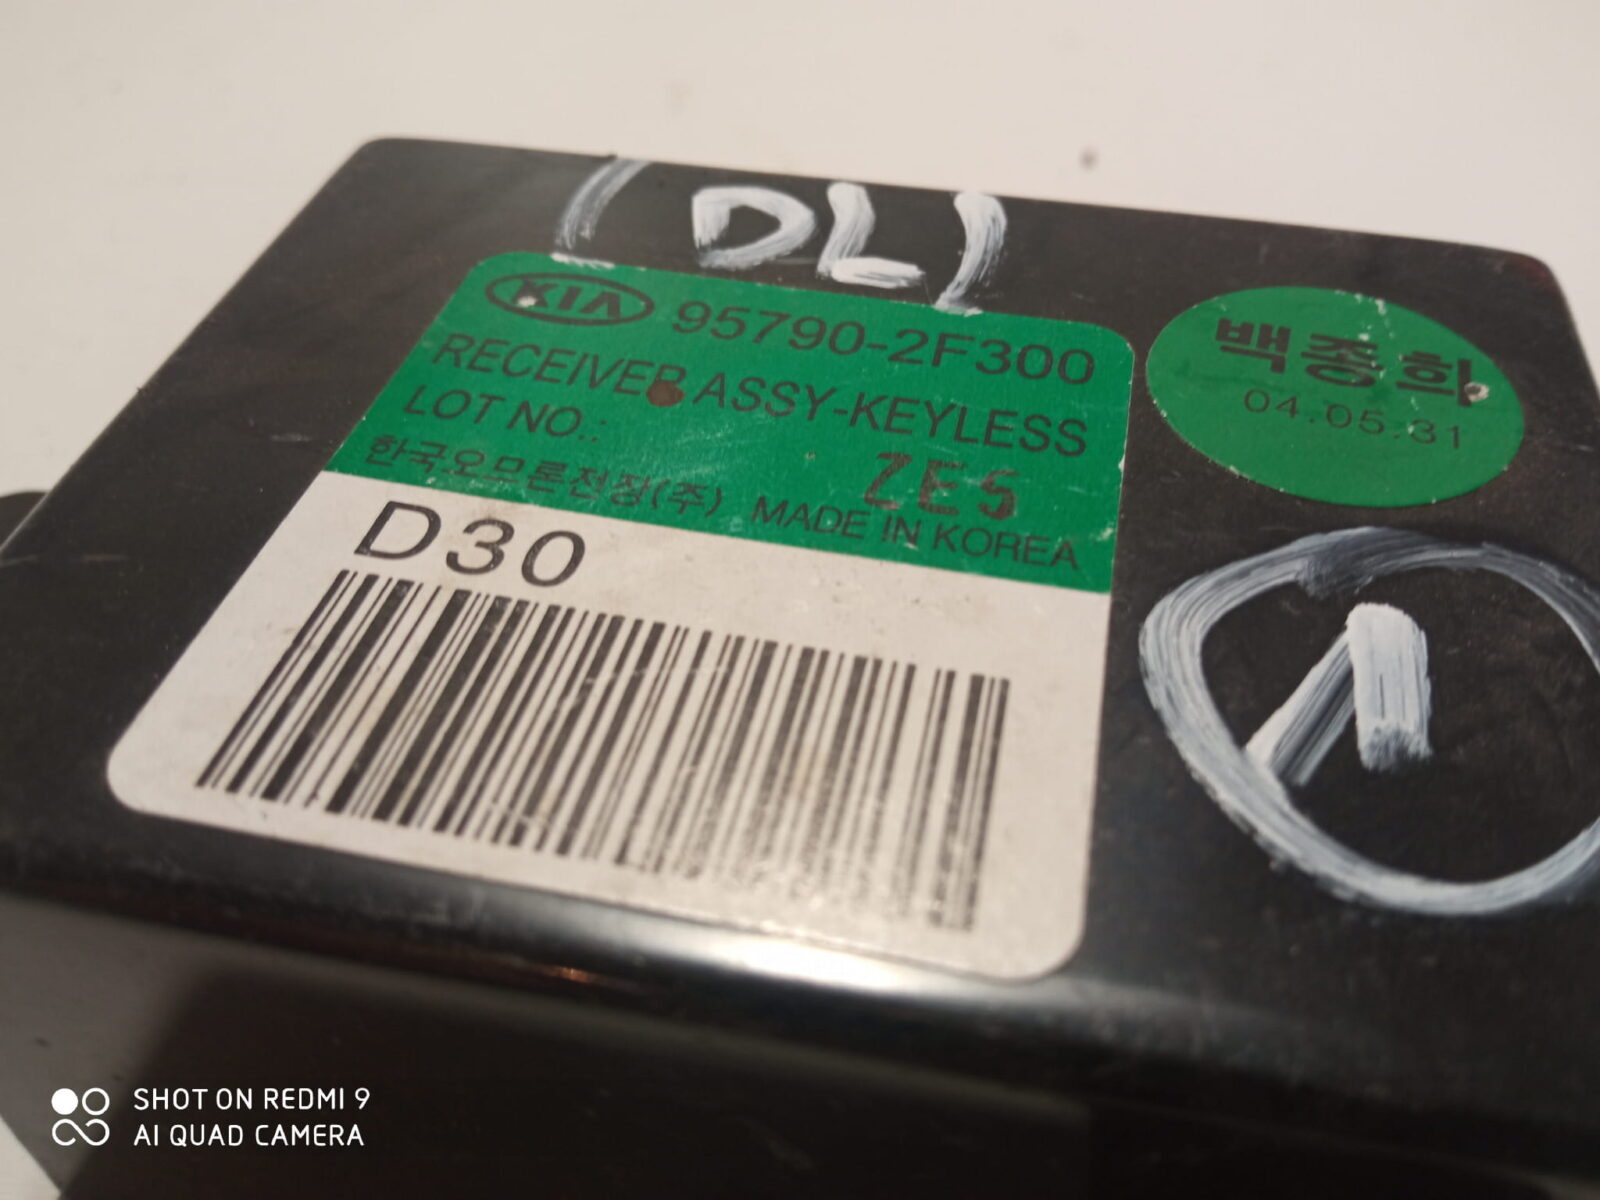 (DL)
KIA 95790-2F300
RECEIVER ASSY-KEYLESS
LOT NO.:
ZES
한국오므론전장(주) MADE IN KOREA
D30
백종희
04.05.31
1
SHOT ON REDMI 9
AI QUAD CAMERA